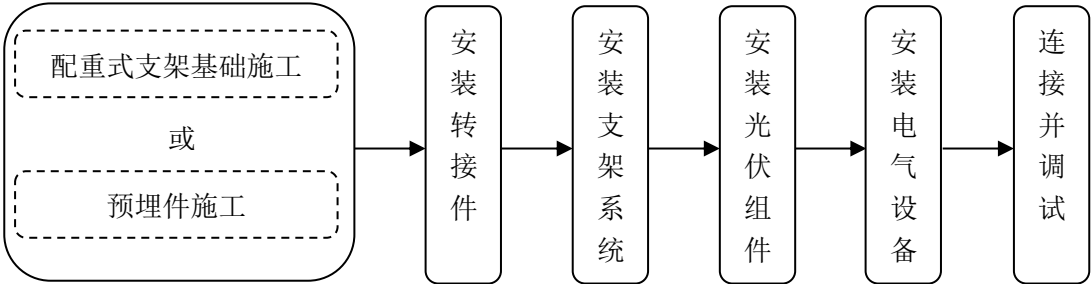 配重式支架基础施工
或
预埋件施工
安装转接件
安装支架系统
安装光伏组件
安装电气设备
连接并调试